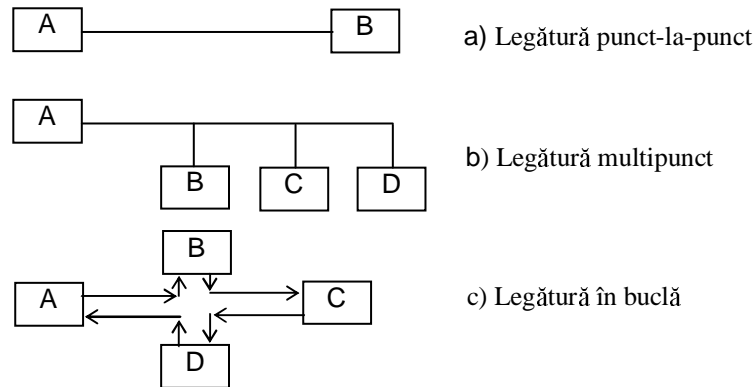 A B a) Legătură punct-la-punct
A
B C D b) Legătură multipunct
B
A C c) Legătură în buclă
D